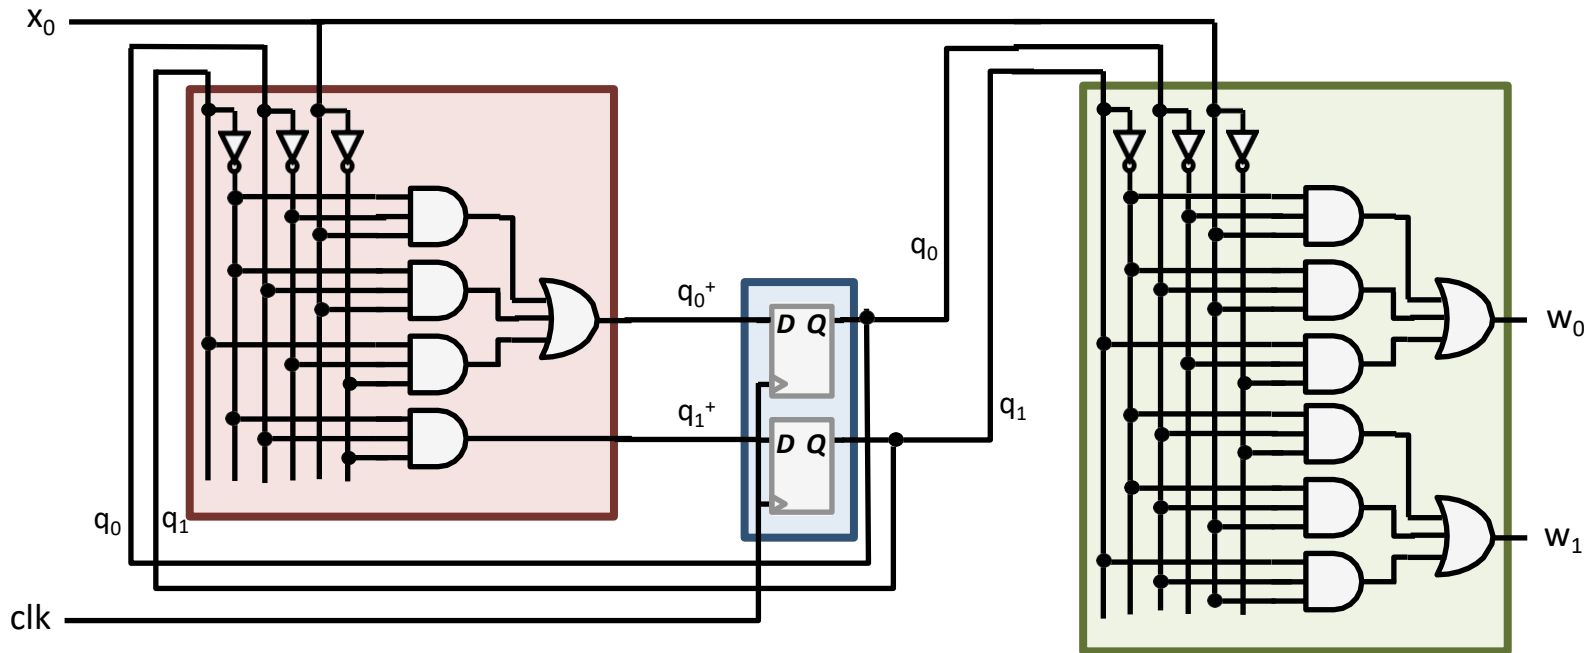 x₀
q₀
q₀⁺
D Q
w₀
q₁⁺
q₁
D Q
q₀
q₁
w₁
clk